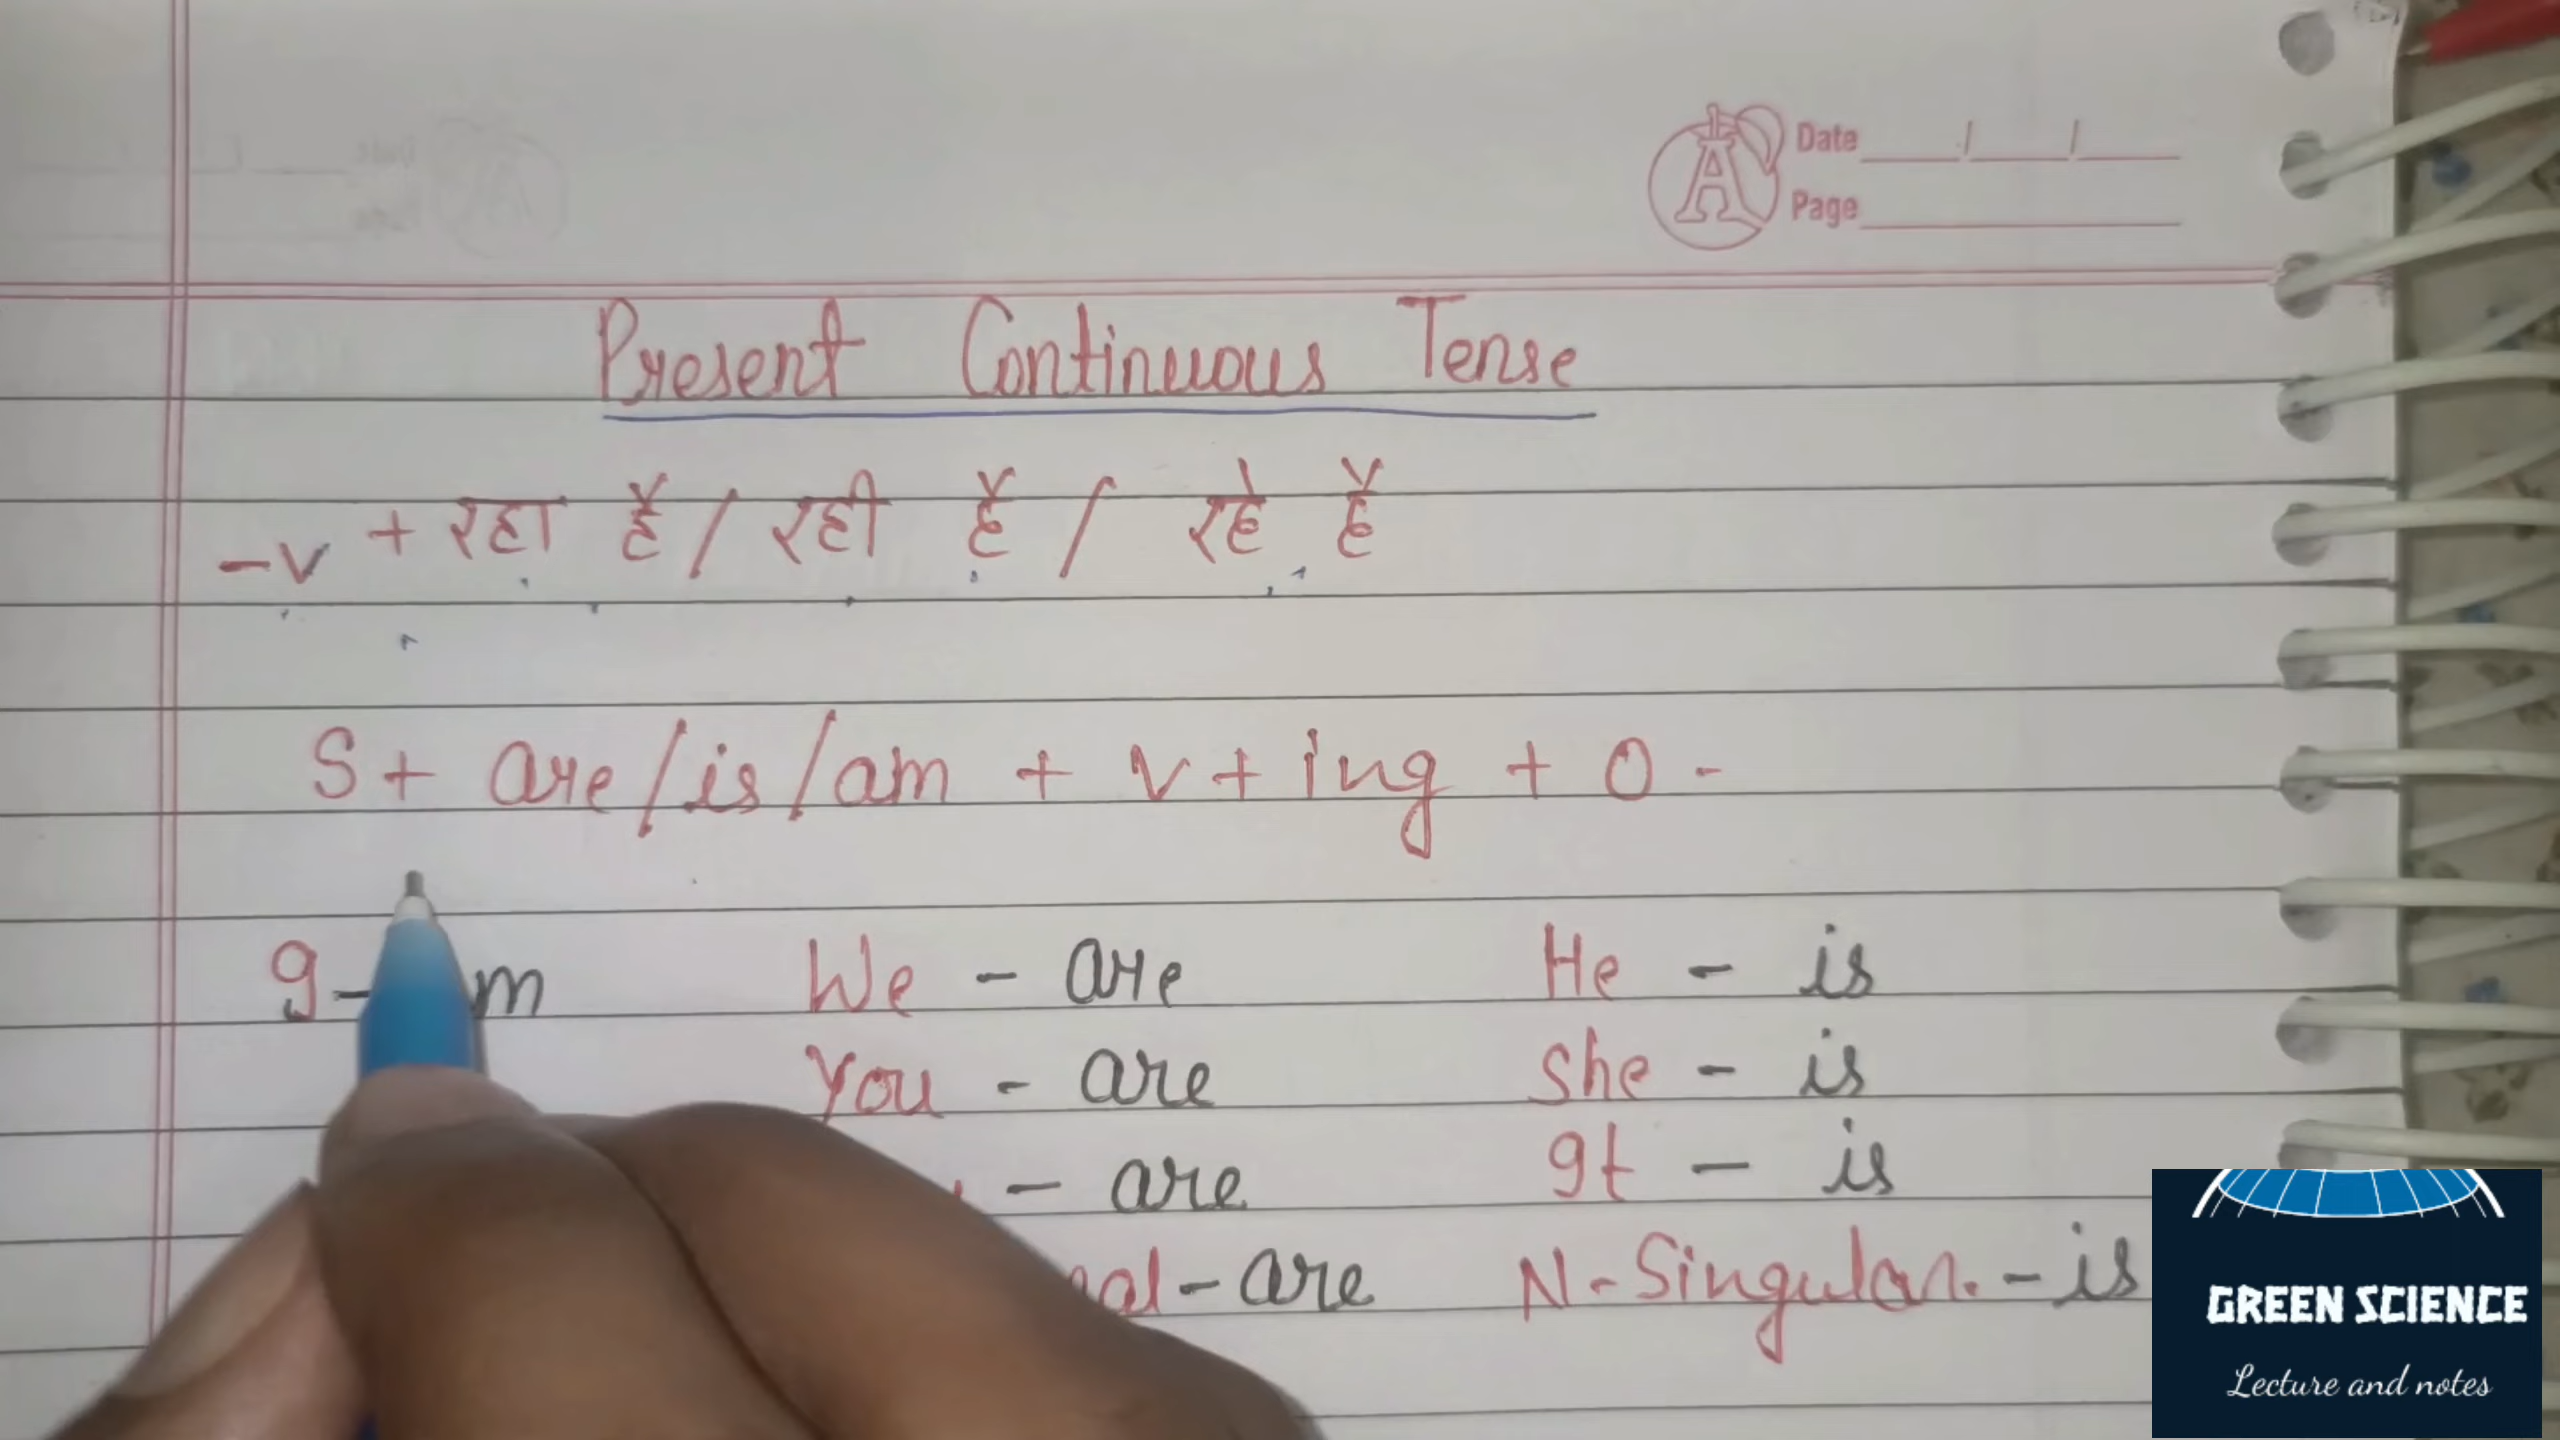 Date
Page
Present Continuous Tense
-v + रहा हैं / रही हैं / रहे हैं
S + are/is/am + v + ing + O -
We - are He - is
You - are She - is
- are It - is
- are N - Singular. - is
GREEN SCIENCE
Lecture and notes